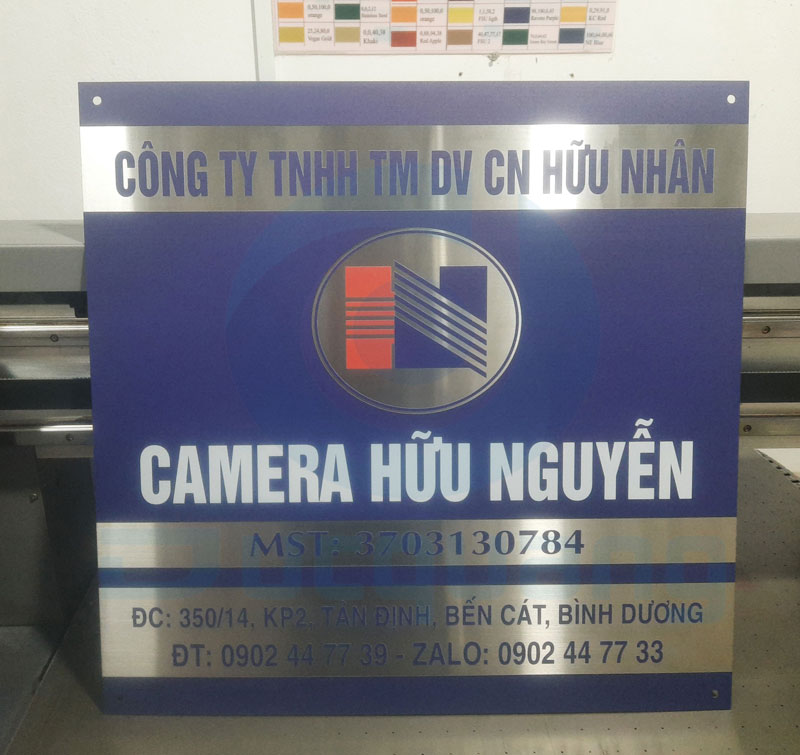 CÔNG TY TNHH TM DV CN HỮU NHÂN
CAMERA HỮU NGUYỄN
MST: 3703130784
ĐC: 350/14, KP2, TÂN ĐỊNH, BẾN CÁT, BÌNH DƯƠNG
ĐT: 0902 44 77 39 - ZALO: 0902 44 77 33